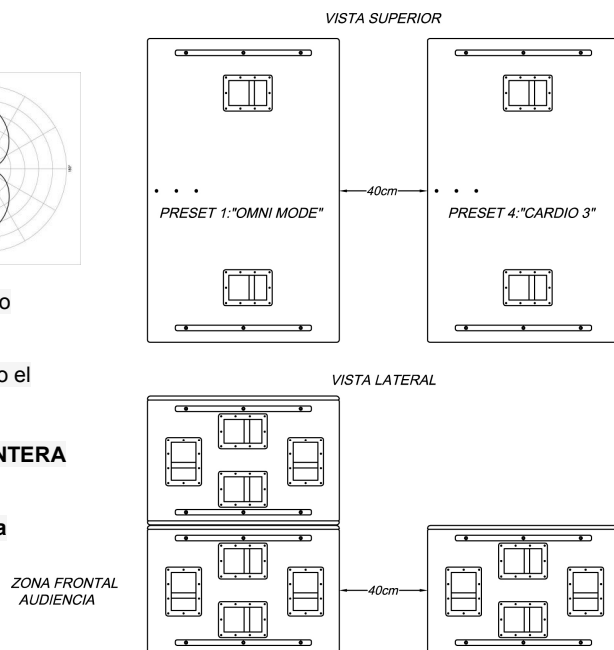 VISTA SUPERIOR
40cm
PRESET 1:"OMNI MODE"
PRESET 4:"CARDIO 3"
o
o el
NTERA
a
VISTA LATERAL
ZONA FRONTAL
AUDIENCIA
40cm